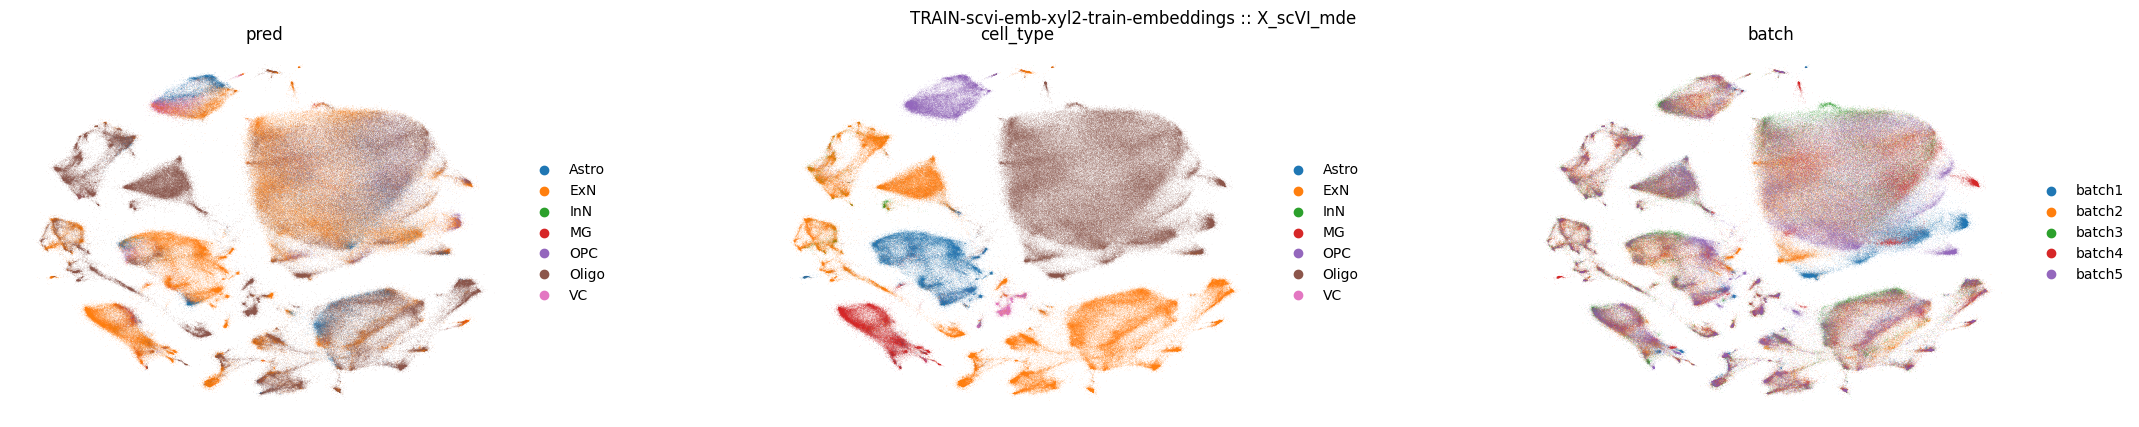 TRAIN-scvi-emb-xyl2-train-embeddings :: X_scVI_mde
pred
cell_type
batch
Astro
ExN
InN
MG
OPC
Oligo
VC
Astro
ExN
InN
MG
OPC
Oligo
VC
batch1
batch2
batch3
batch4
batch5